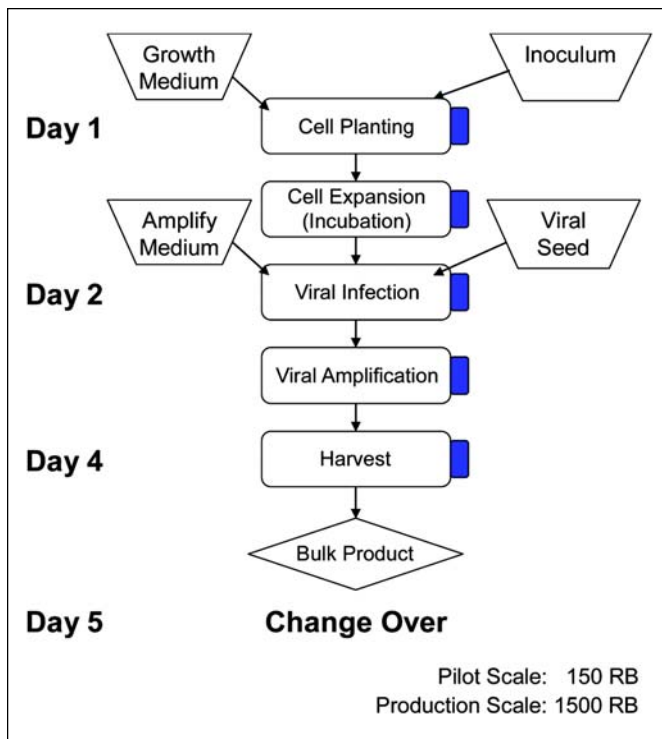 Growth
Medium
Inoculum
Day 1
Cell Planting
Cell Expansion
(Incubation)
Amplify
Medium
Viral
Seed
Day 2
Viral Infection
Viral Amplification
Day 4
Harvest
Bulk Product
Day 5
Change Over
Pilot Scale: 150 RB
Production Scale: 1500 RB